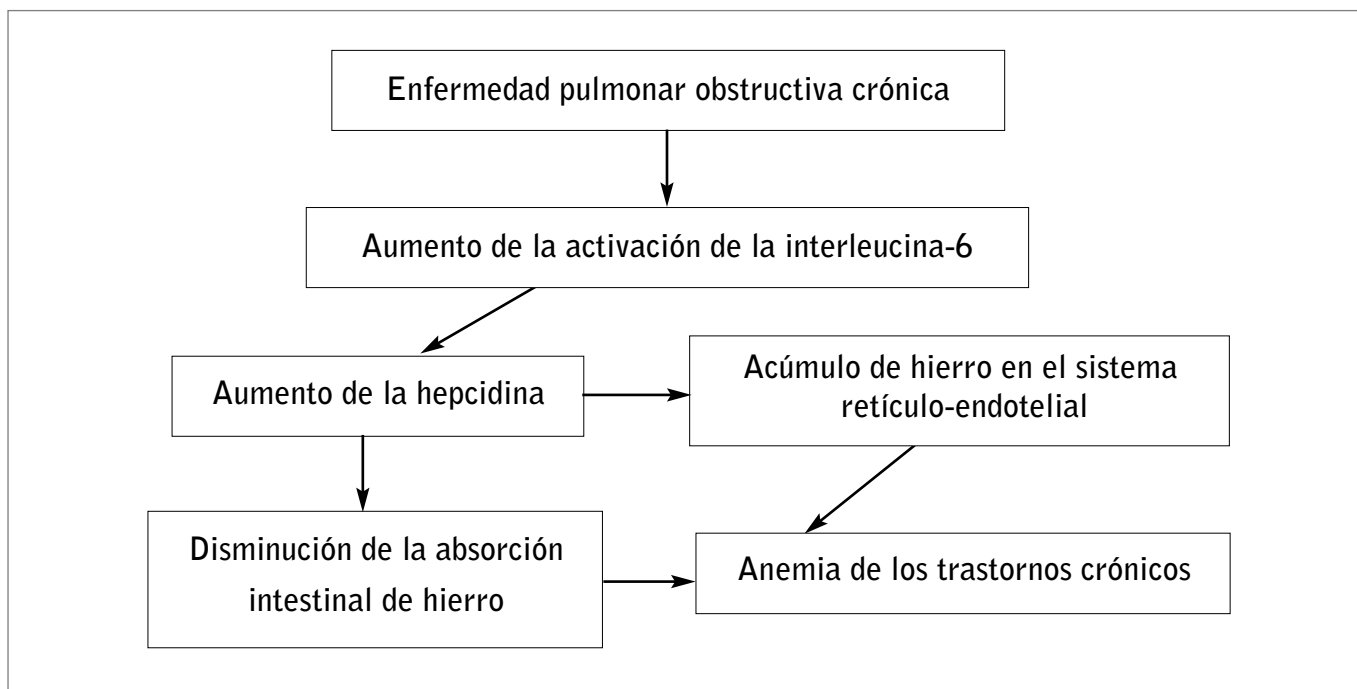 Enfermedad pulmonar obstructiva crónica
Aumento de la activación de la interleucina-6
Aumento de la hepcidina
Acúmulo de hierro en el sistema
retículo-endotelial
Disminución de la absorción
intestinal de hierro
Anemia de los trastornos crónicos